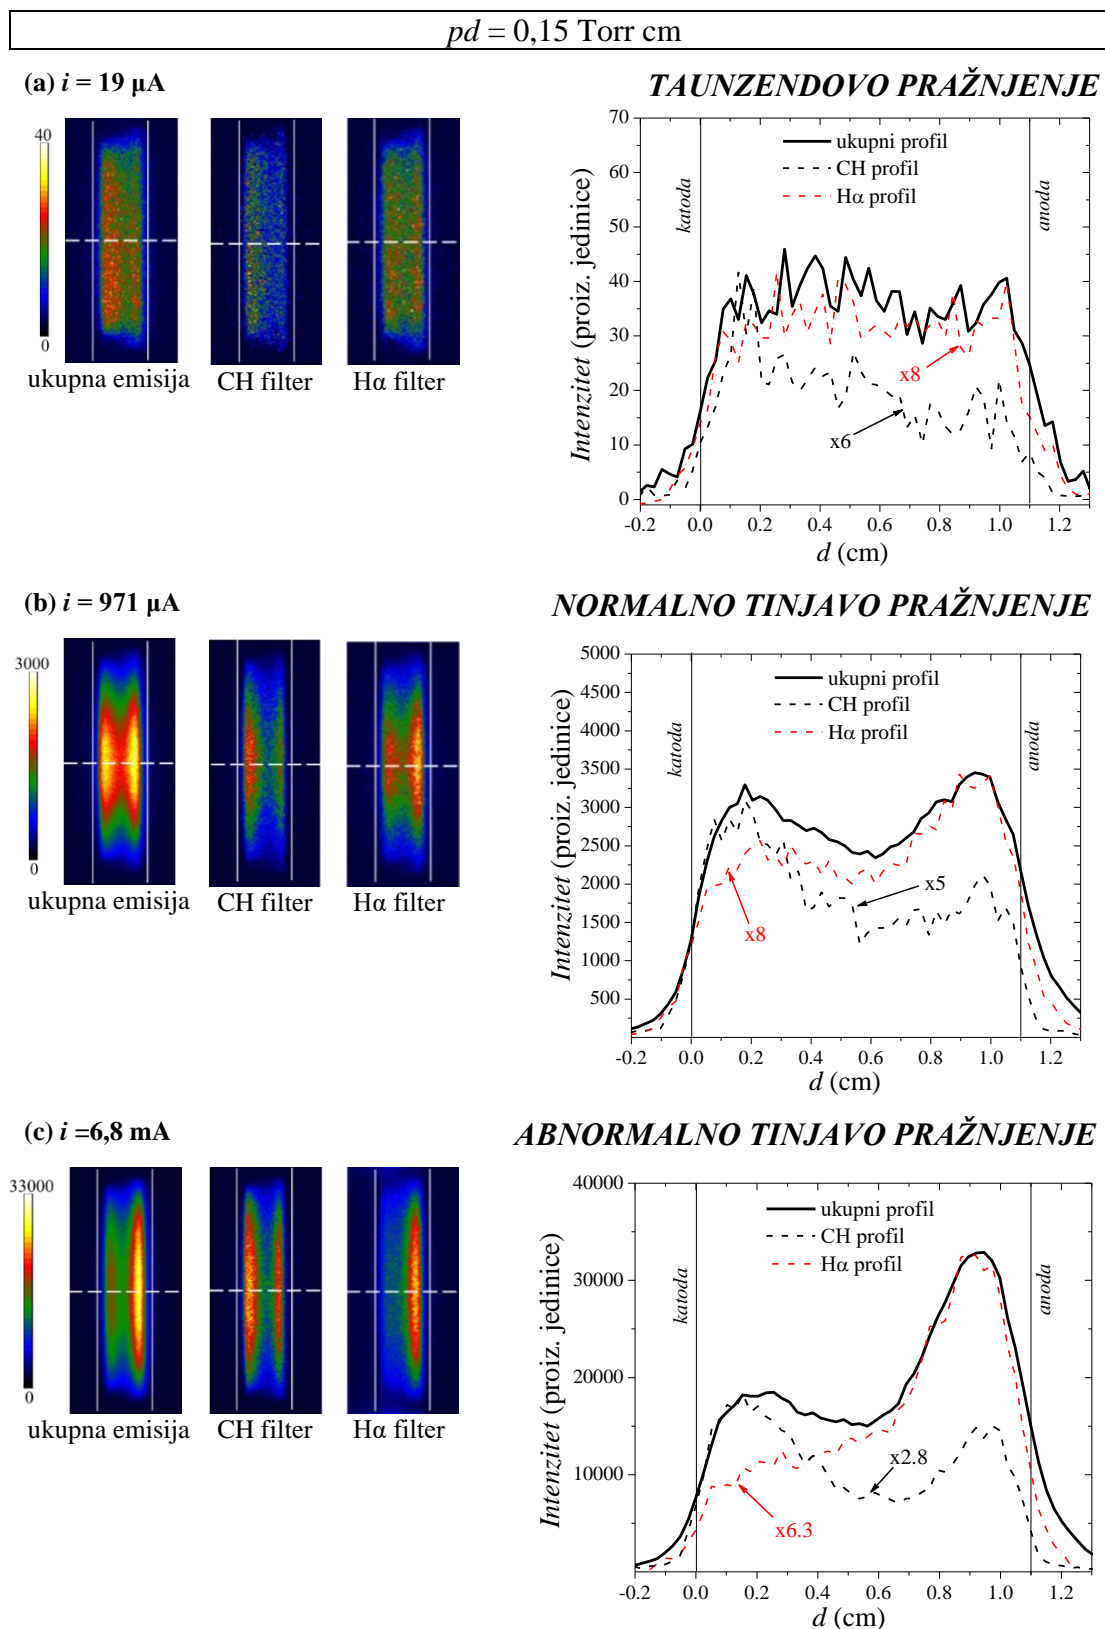 pd = 0,15 Torr cm
(a) i = 19 μA
TAUNZENDOVO PRAŽNJENJE
40
0
ukupna emisija
CH filter
Hα filter
70
60
50
40
30
20
10
0
Intenzitet (proiz. jedinice)
katoda
anoda
ukupni profil
CH profil
Hα profil
x8
x6
-0.2 0.0 0.2 0.4 0.6 0.8 1.0 1.2
d (cm)
(b) i = 971 μA
NORMALNO TINJAVO PRAŽNJENJE
3000
0
ukupna emisija
CH filter
Hα filter
5000
4500
4000
3500
3000
2500
2000
1500
1000
500
Intenzitet (proiz. jedinice)
katoda
anoda
ukupni profil
CH profil
Hα profil
x5
x8
-0.2 0.0 0.2 0.4 0.6 0.8 1.0 1.2
d (cm)
(c) i =6,8 mA
ABNORMALNO TINJAVO PRAŽNJENJE
33000
0
ukupna emisija
CH filter
Hα filter
40000
30000
20000
10000
Intenzitet (proiz. jedinice)
katoda
anoda
ukupni profil
CH profil
Hα profil
x2.8
x6.3
-0.2 0.0 0.2 0.4 0.6 0.8 1.0 1.2
d (cm)